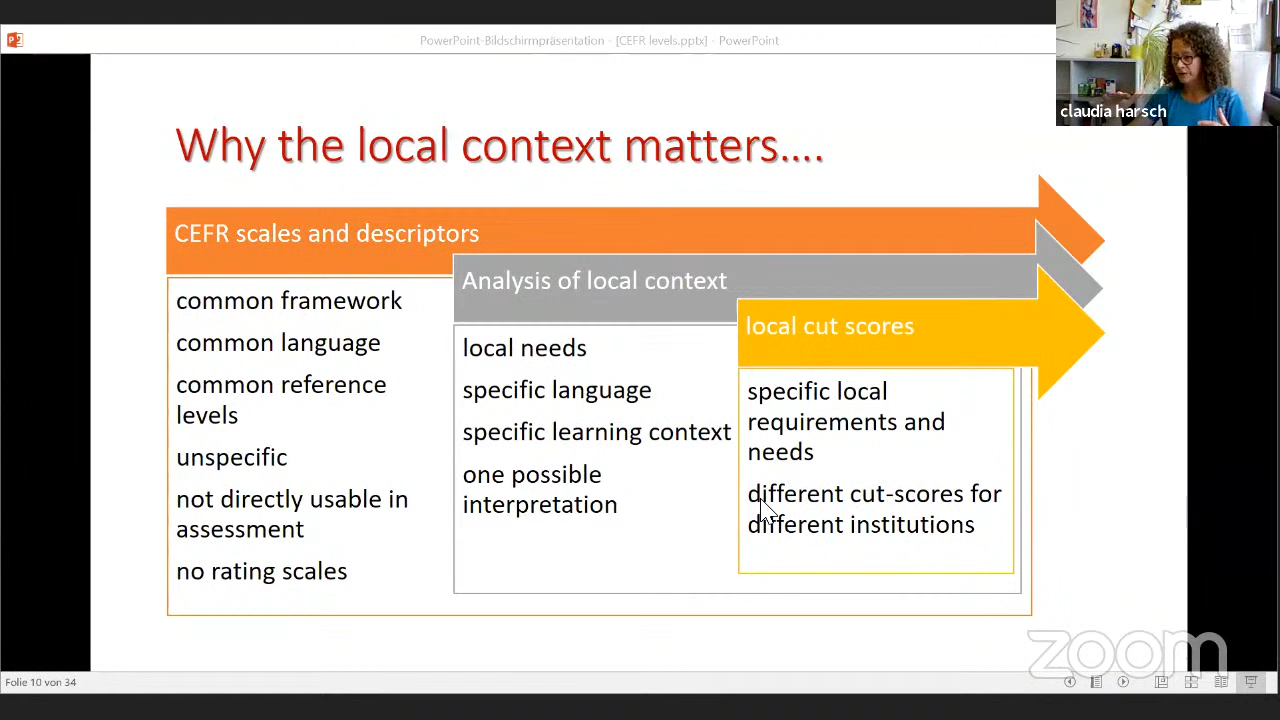 PowerPoint-Bildschirmpräsentation - [CEFR levels.pptx] - PowerPoint
claudia harsch
Why the local context matters....
CEFR scales and descriptors
common framework
common language
common reference
levels
unspecific
not directly usable in
assessment
no rating scales
Analysis of local context
local needs
specific language
specific learning context
one possible
interpretation
local cut scores
specific local
requirements and
needs
different cut-scores for
different institutions
zoom
Folie 10 von 34